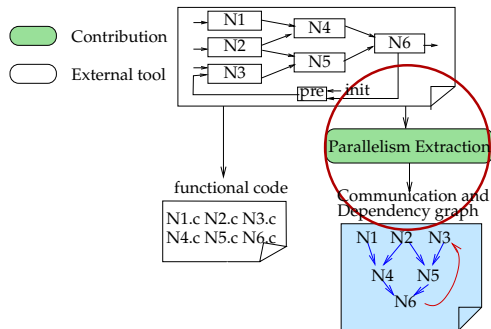 Contribution
External tool
N1
N4
N2
N6
N5
N3
pre
init
Parallelism Extraction
functional code
N1.c N2.c N3.c
N4.c N5.c N6.c
Communication and
Dependency graph
N1 N2 N3
N4 N5
N6